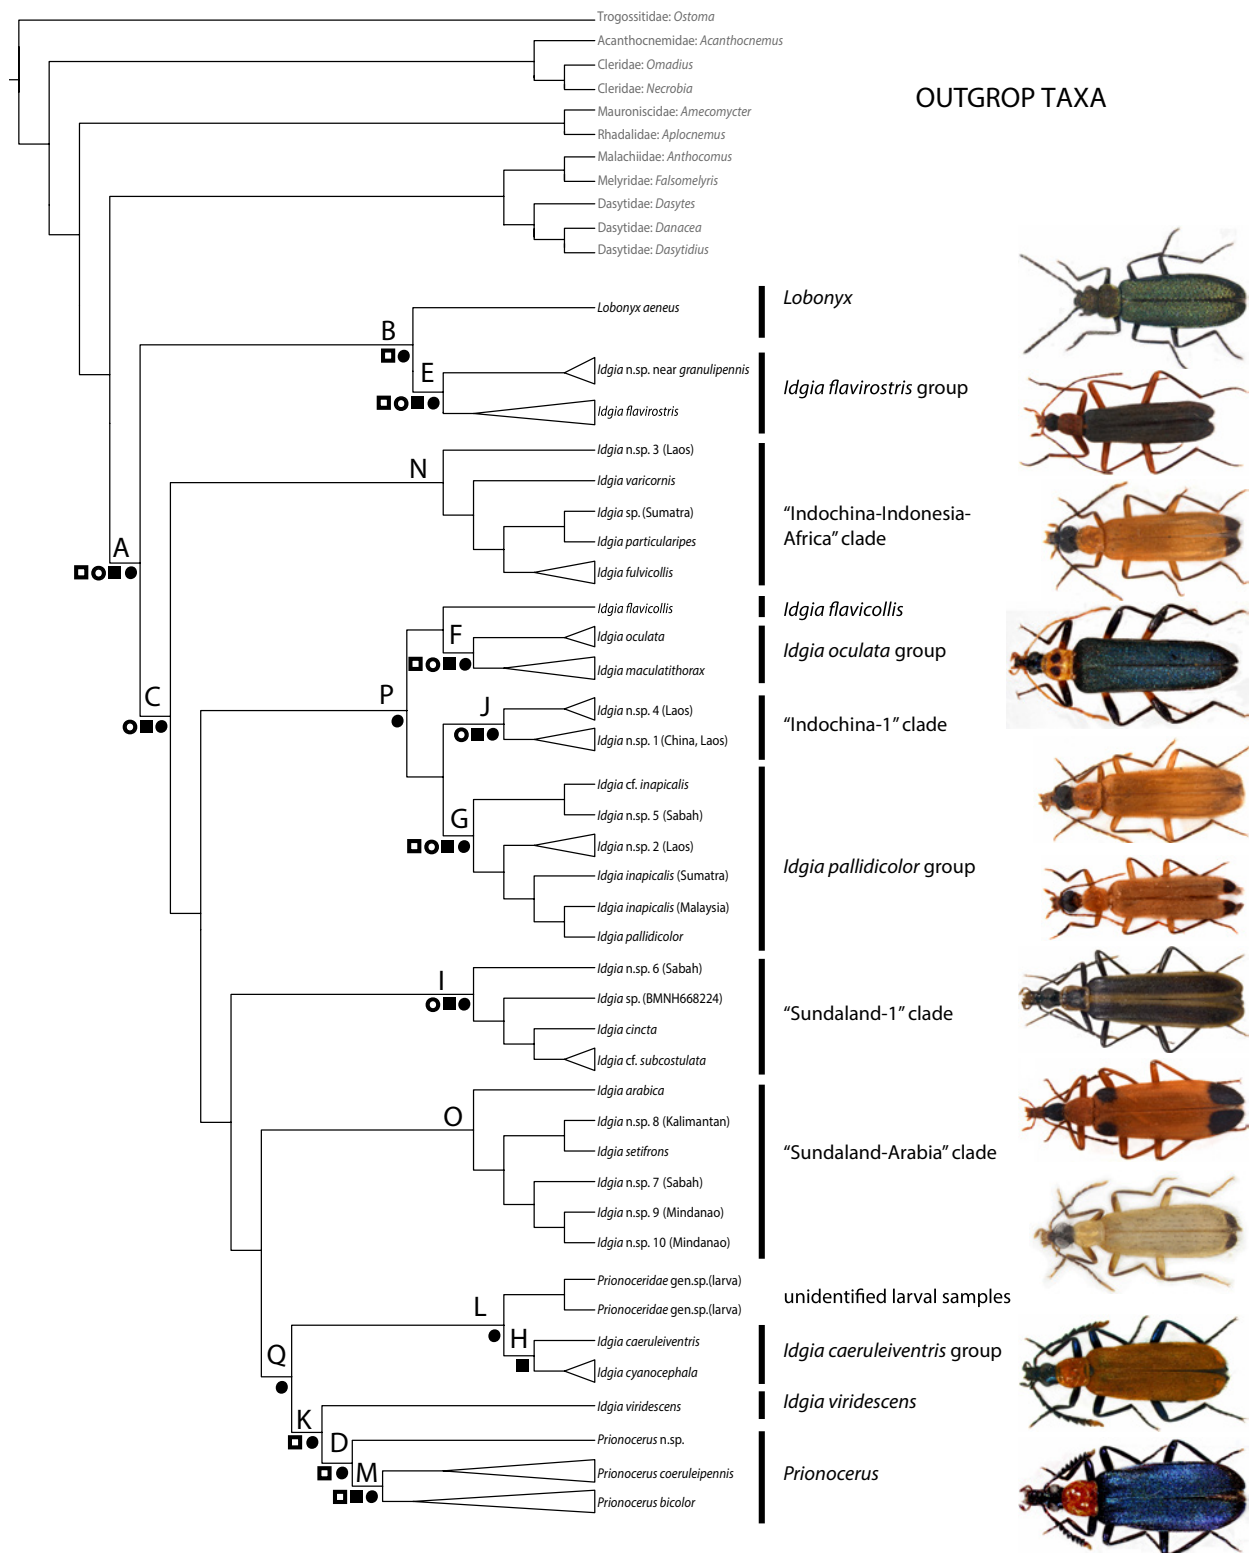 Trogossitidae: Ostoma
Acanthocnemidae: Acanthocnemus
Cleridae: Omadius
Cleridae: Necrobia
OUTGROP TAXA
Mauroniscidae: Amecomycter
Rhadalidae: Aplocnemus
Malachiidae: Anthocomus
Melyridae: Falsomelyris
Dasytidae: Dasytes
Dasytidae: Danacea
Dasytidae: Dasytidius
Lobonyx
Lobonyx aeneus
B
E
Idgia n.sp. near granulipennis
Idgia flavirostris group
Idgia flavirostris
Idgia n.sp. 3 (Laos)
N
Idgia varicornis
Idgia sp. (Sumatra)
"Indochina-Indonesia-
Africa" clade
Idgia particularipes
A
Idgia fulvicollis
Idgia flavicollis
Idgia flavicollis
F
Idgia oculata
Idgia oculata group
Idgia maculatithorax
C
P
J
Idgia n.sp. 4 (Laos)
"Indochina-1" clade
Idgia n.sp. 1 (China, Laos)
Idgia cf. inapicalis
G
Idgia n.sp. 5 (Sabah)
Idgia n.sp. 2 (Laos)
Idgia pallidicolor group
Idgia inapicalis (Sumatra)
Idgia inapicalis (Malaysia)
Idgia pallidicolor
I
Idgia n.sp. 6 (Sabah)
Idgia sp. (BMNH668224)
"Sundaland-1" clade
Idgia cincta
Idgia cf. subcostulata
Idgia arabica
O
Idgia n.sp. 8 (Kalimantan)
Idgia setifrons
"Sundaland-Arabia" clade
Idgia n.sp. 7 (Sabah)
Idgia n.sp. 9 (Mindanao)
Idgia n.sp. 10 (Mindanao)
Prionoceridae gen.sp.(larva)
unidentified larval samples
L
Prionoceridae gen.sp.(larva)
H
Idgia caeruleiventris
Idgia caeruleiventris group
Q
Idgia cyanocephala
Idgia viridescens
Idgia viridescens
K
D
Prionocerus n.sp.
M
Prionocerus coeruleipennis
Prionocerus
Prionocerus bicolor